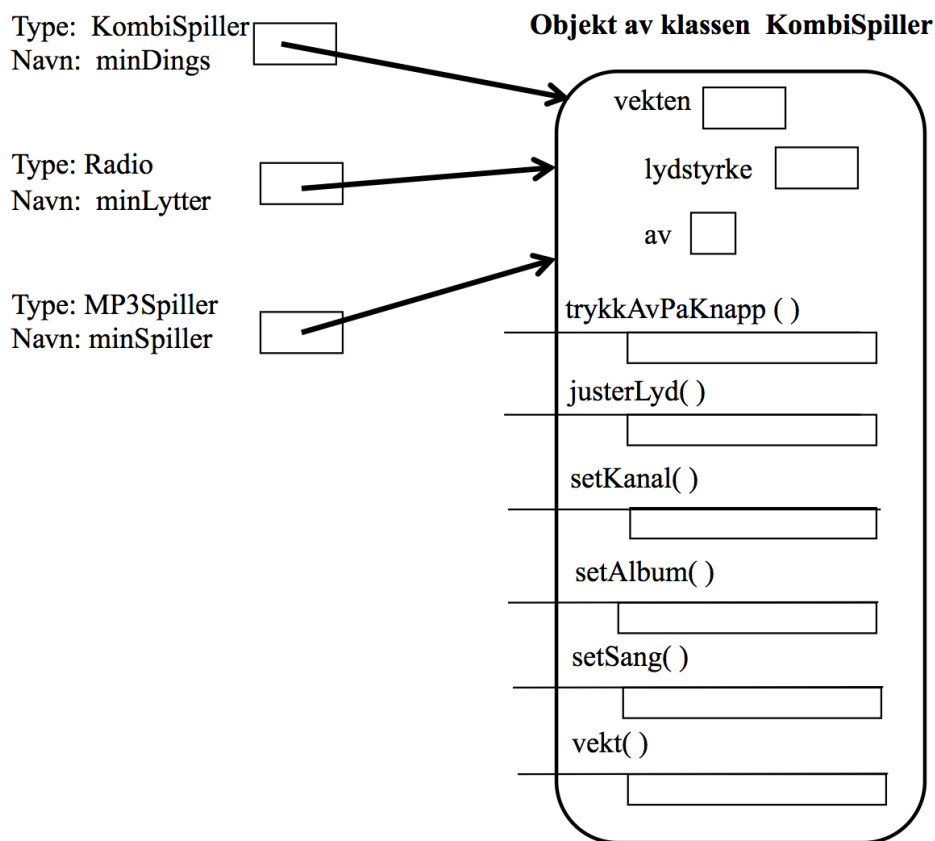 Type: KombiSpiller
Navn: minDings
Type: Radio
Navn: minLytter
Type: MP3Spiller
Navn: minSpiller
Objekt av klassen KombiSpiller
vekten
lydstyrke
av
trykkAvPaKnapp ( )
justerLyd( )
setKanal( )
setAlbum( )
setSang( )
vekt( )